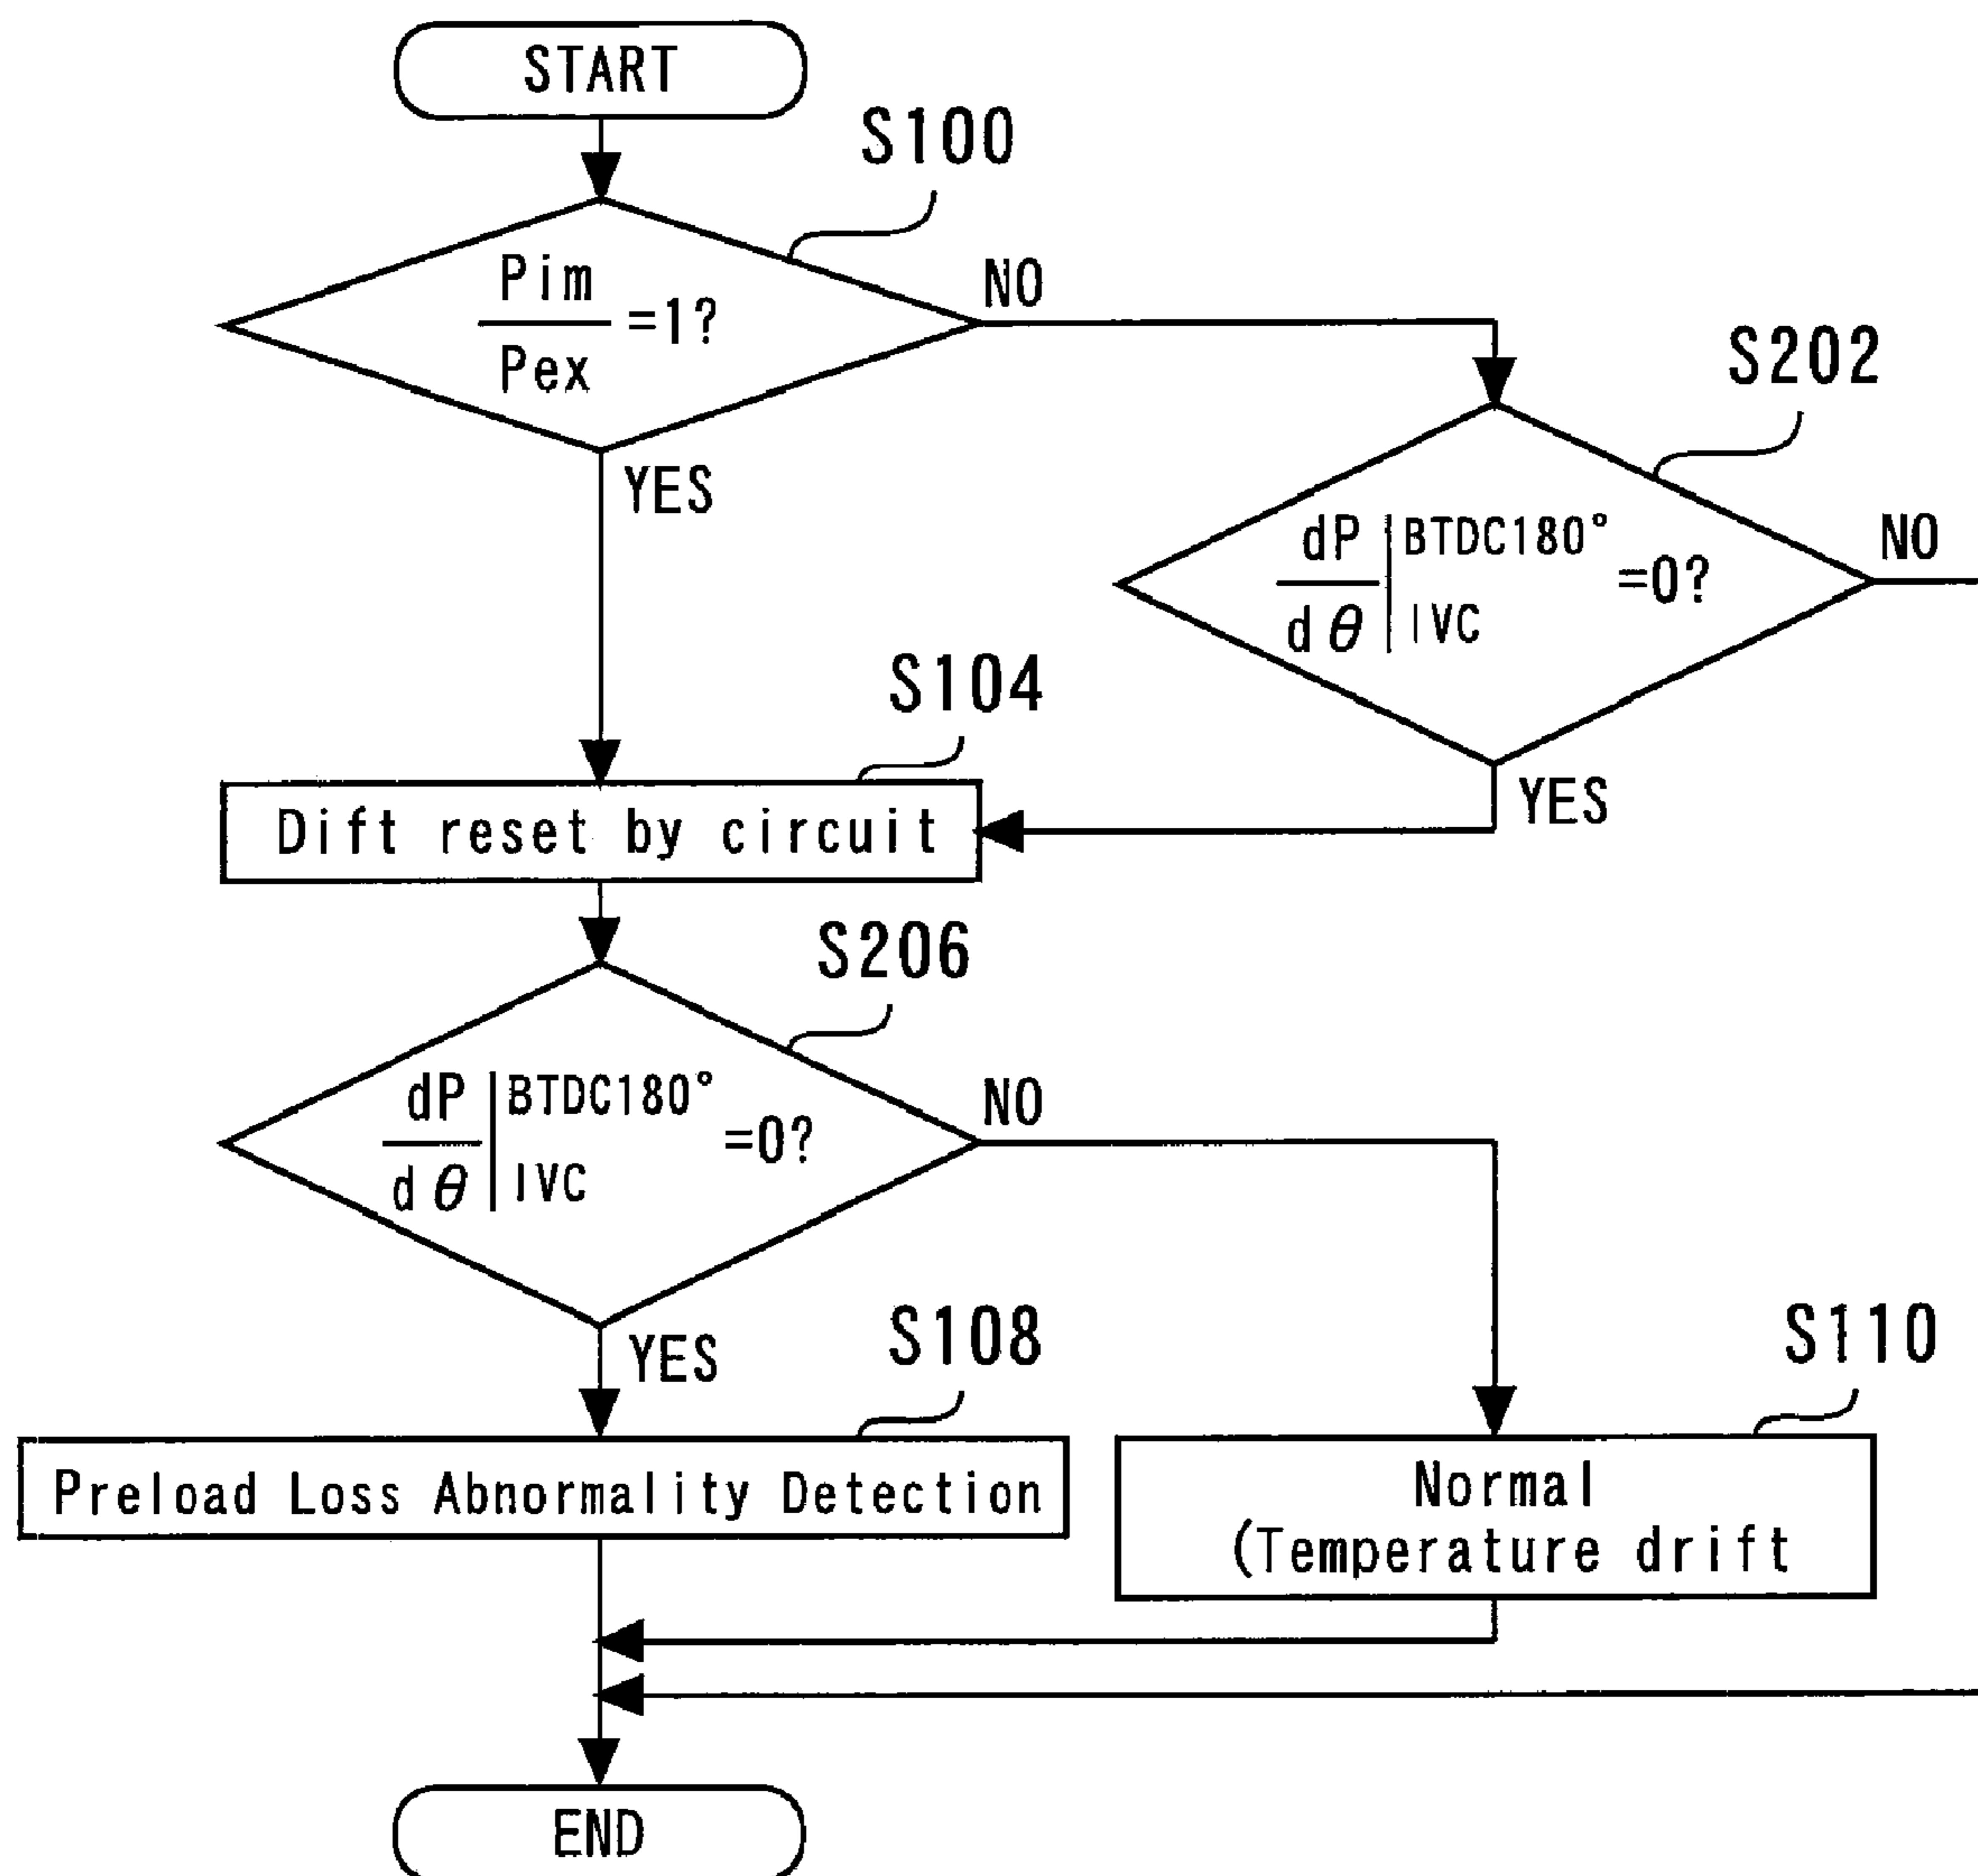 START
S100
Pim
Pex
=1?
NO
YES
S202
dP
dθ
BTDC180°
IVC
=0?
NO
YES
S104
Dift reset by circuit
S206
dP
dθ
BTDC180°
IVC
=0?
NO
YES
S108
Preload Loss Abnormality Detection
S110
Normal
(Temperature drift
END